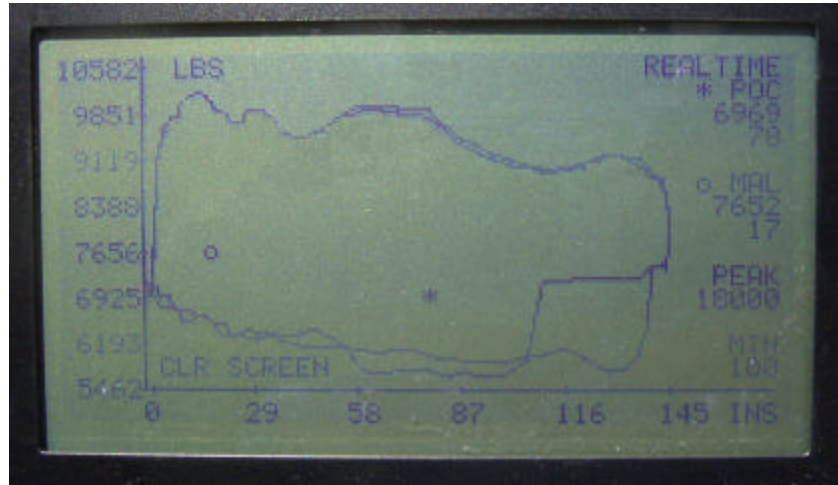 10582 LBS REALTIME
* POC
9851 6969
9119 70
o MAL
8388 7652
17
7656
PEAK
6925 18000
6193 MIN
CLR SCREEN 100
5462
0 29 58 87 116 145 INS